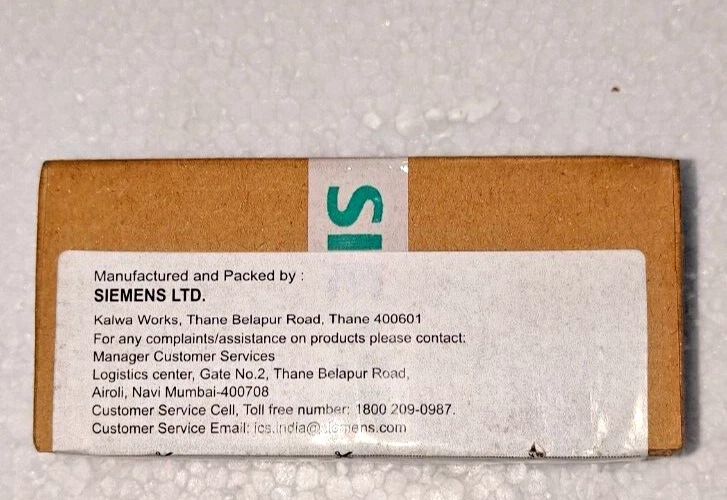 SI
Manufactured and Packed by :
SIEMENS LTD.
Kalwa Works, Thane Belapur Road, Thane 400601
For any complaints/assistance on products please contact:
Manager Customer Services
Logistics center, Gate No.2, Thane Belapur Road,
Airoli, Navi Mumbai-400708
Customer Service Cell, Toll free number: 1800 209-0987.
Customer Service Email: ics.india@siemens.com